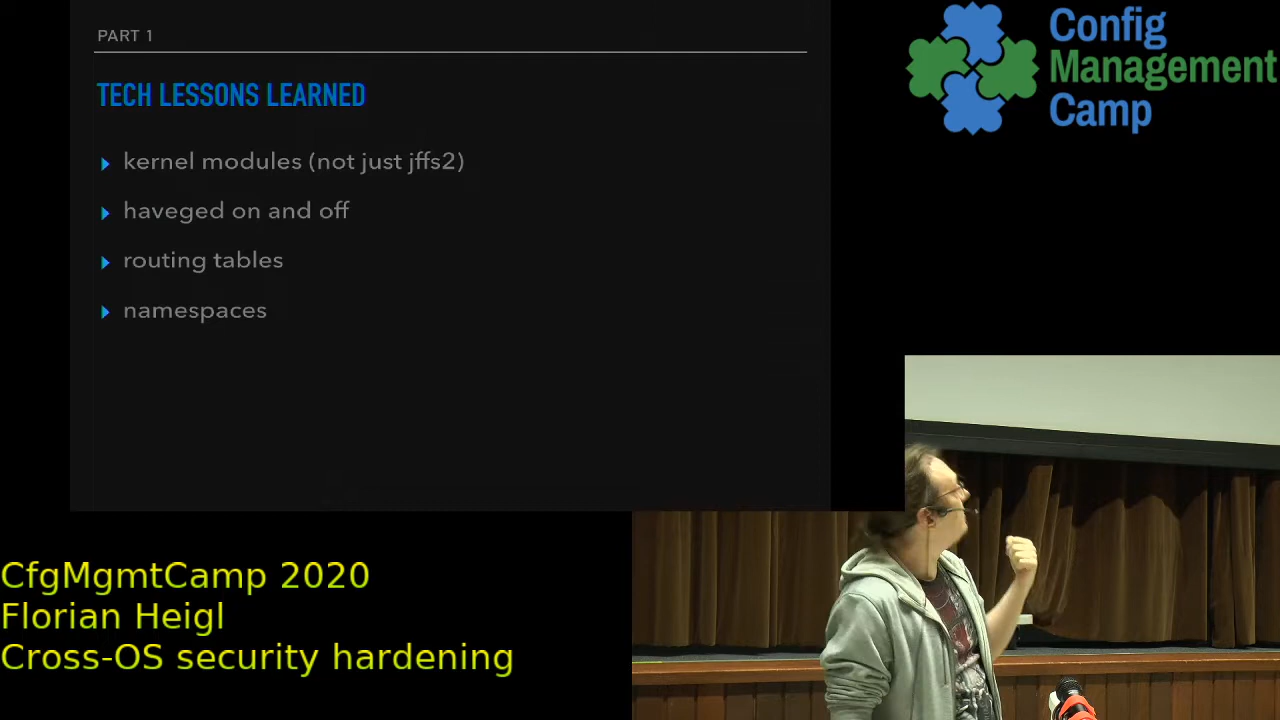 PART 1
TECH LESSONS LEARNED
kernel modules (not just jffs2)
haveged on and off
routing tables
namespaces
Config
Management
Camp
CfgMgmtCamp 2020
Florian Heigl
Cross-OS security hardening